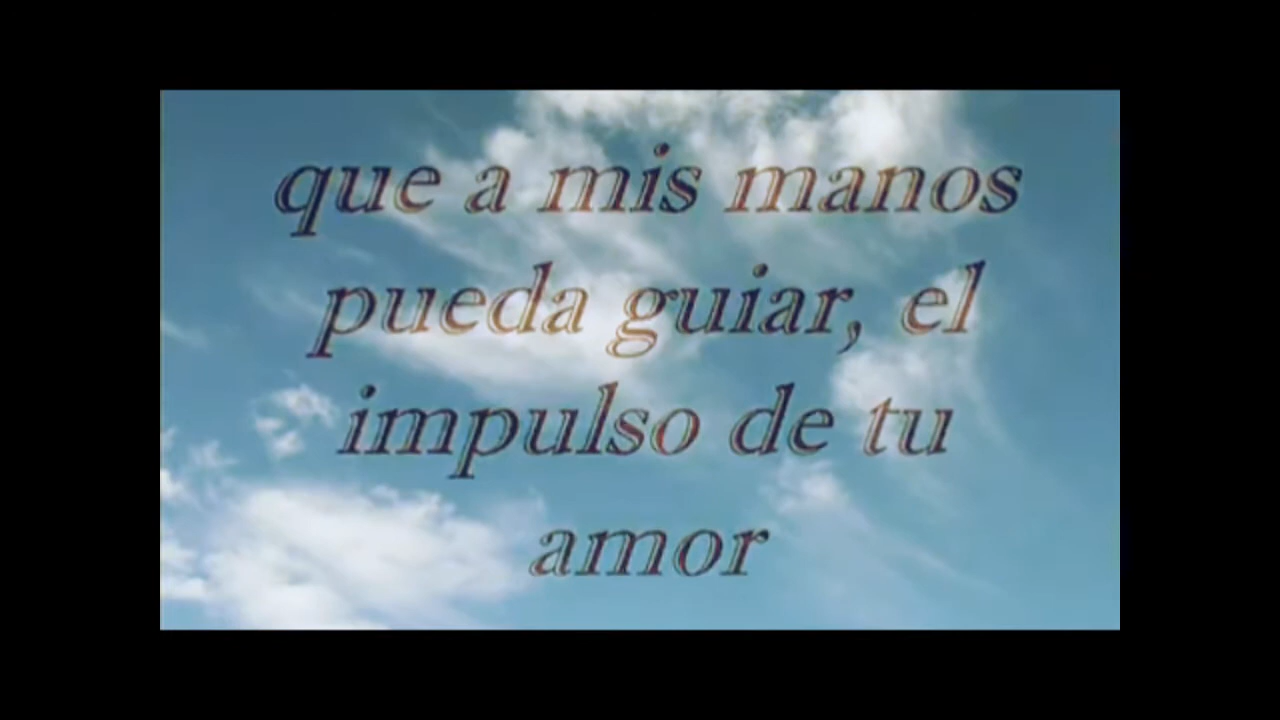 que a mis manos
pueda guiar, el
impulso de tu
amor